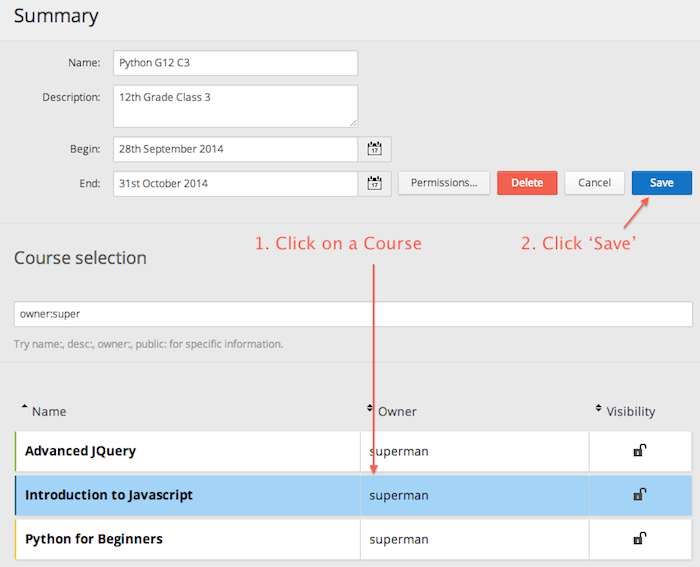 Summary
Name: Python G12 C3
Description: 12th Grade Class 3
Begin: 28th September 2014 17
End: 31st October 2014 17 Permissions... Delete Cancel Save
1. Click on a Course 2. Click ‘Save’
Course selection
owner:super
Try name:, desc:, owner:, public: for specific information.
Name Owner Visibility
Advanced JQuery superman
Introduction to Javascript superman
Python for Beginners superman